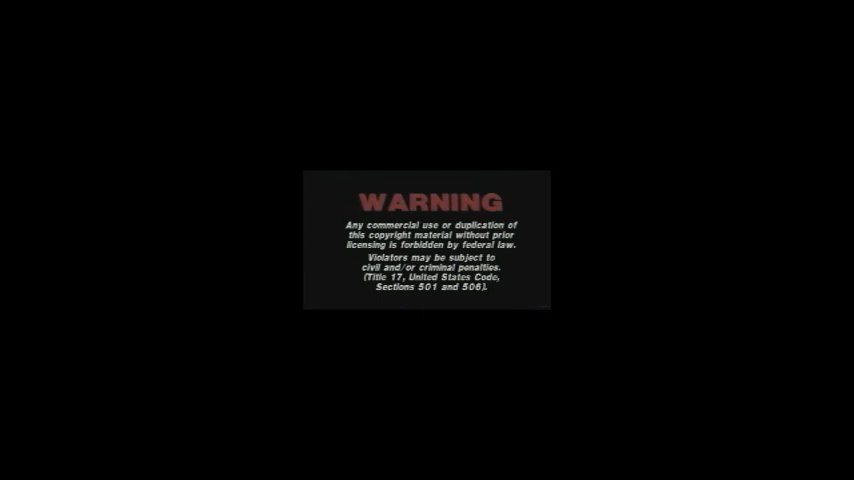 WARNING
Any commercial use or duplication of
this copyright material without prior
licensing is forbidden by federal law.
Violators may be subject to
civil and/or criminal penalties.
(Title 17, United States Code,
Sections 501 and 506).